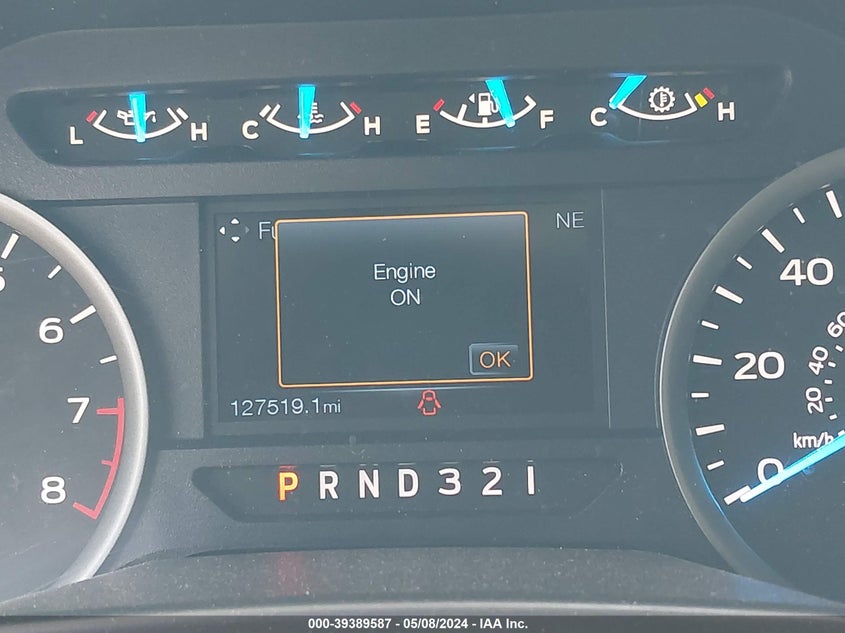 L H C H E F C H
Fu
NE
Engine
ON
OK
127519.1mi
6
7
8
40
20
0
60
40
20
km/h
P R N D 3 2 1
000-39389587 - 05/08/2024 - IAA Inc.